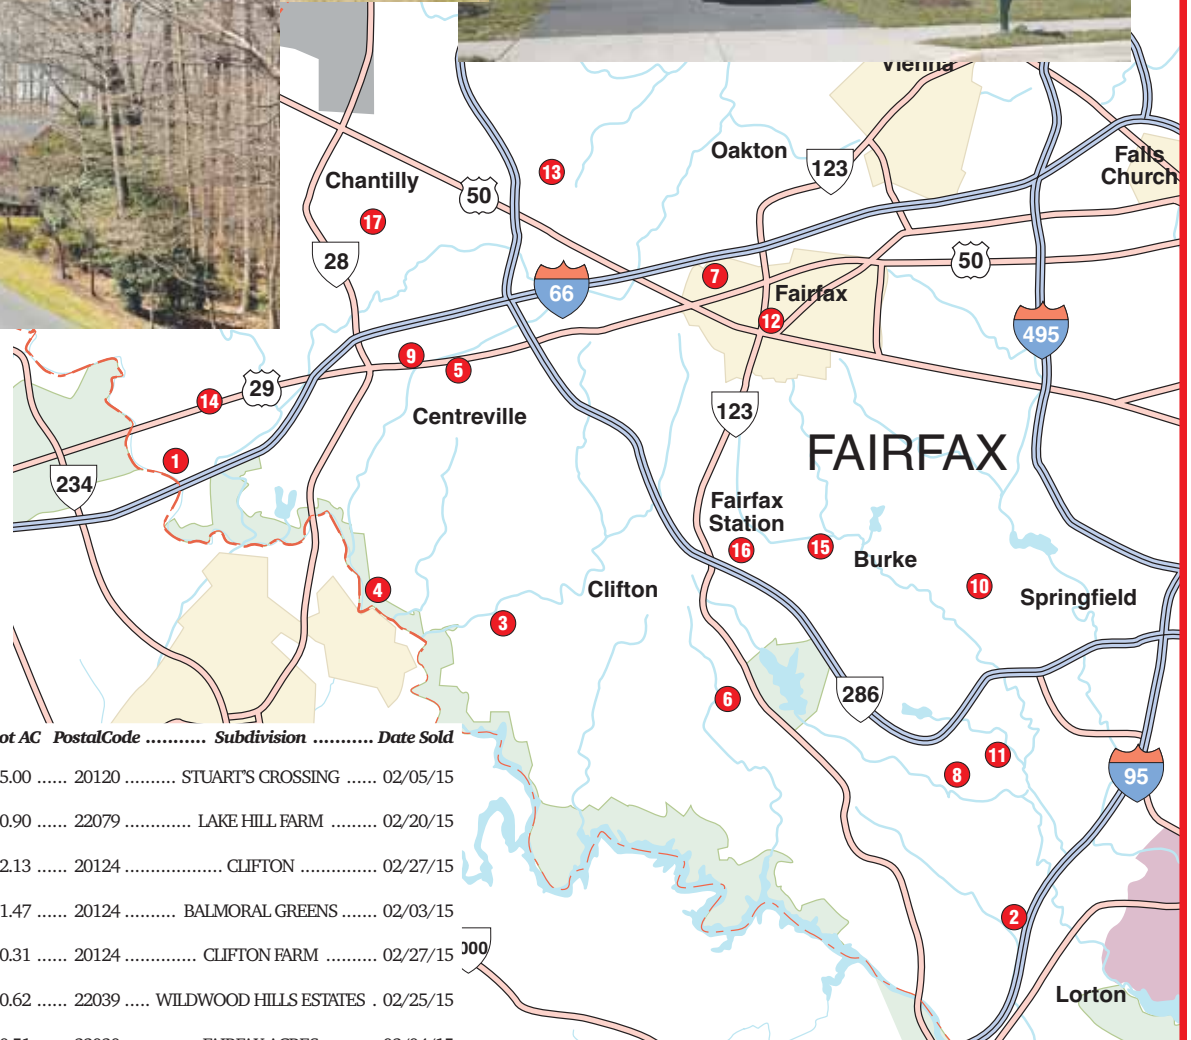 Vienna
Oakton
123
Falls
Church
13
Chantilly
50
17
28
50
7
66
Fairfax
12
495
9
5
29
14
Centreville
123
1
FAIRFAX
234
Fairfax
Station
16
15
Burke
4
Clifton
10
Springfield
3
6
286
11
8
95
2
Lorton
000
ot AC PostalCode ........... Subdivision ........... Date Sold
5.00 ...... 20120 .......... STUART'S CROSSING ...... 02/05/15
0.90 ...... 22079 ............. LAKE HILL FARM ......... 02/20/15
2.13 ...... 20124 ................... CLIFTON .............. 02/27/15
1.47 ...... 20124 .......... BALMORAL GREENS ....... 02/03/15
0.31 ...... 20124 .............. CLIFTON FARM .......... 02/27/15
0.62 ...... 22039 ..... WILDWOOD HILLS ESTATES . 02/25/15